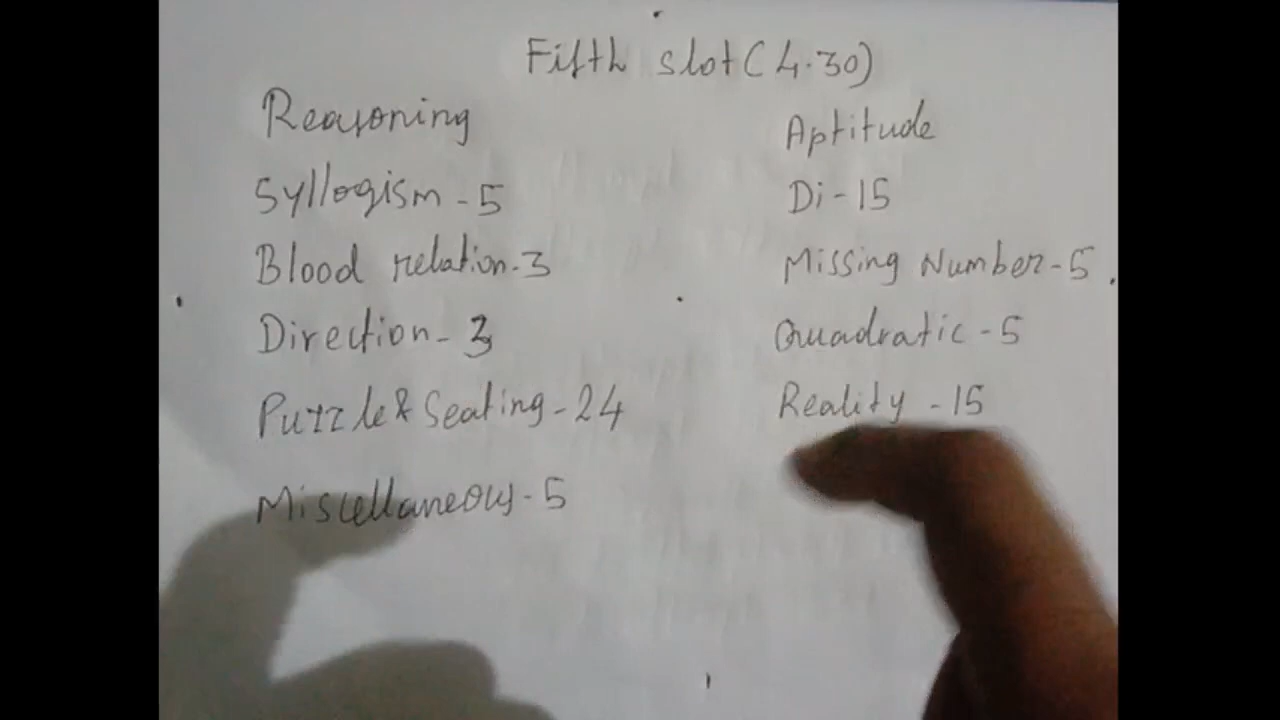 Fifth slot (4.30)
Reasoning
Syllogism - 5
Blood relation - 3
Direction - 3
Puzzle & Seating - 24
Miscellaneous - 5
Aptitude
Di - 15
Missing Number - 5
Quadratic - 5
Reality - 15